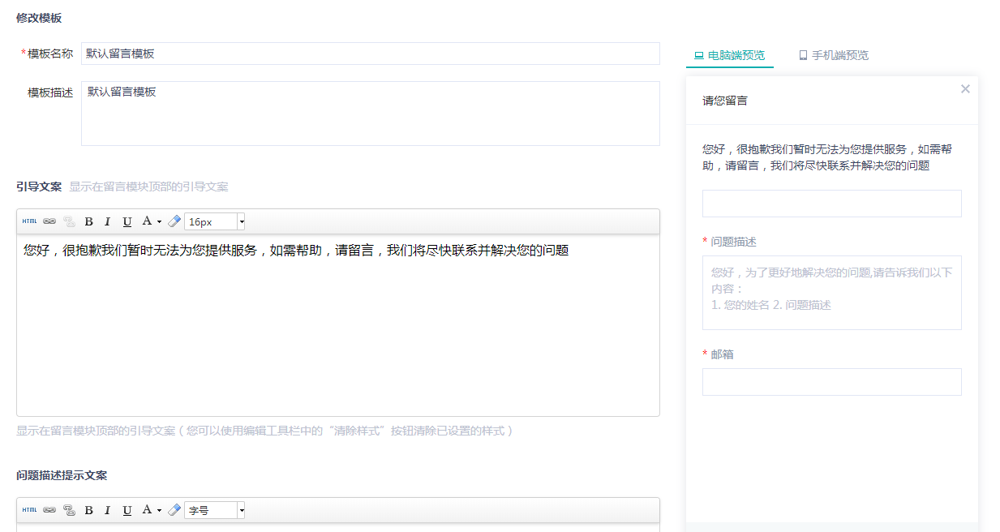 修改模板
*模板名称 默认留言模板
模板描述 默认留言模板
引导文案 显示在留言模块顶部的引导文案
HTML B I U A 16px
您好，很抱歉我们暂时无法为您提供服务，如需帮助，请留言，我们将尽快联系并解决您的问题
显示在留言模块顶部的引导文案（您可以使用编辑工具栏中的“清除样式”按钮清除已设置的样式）
问题描述提示文案
HTML B I U A 字号
电脑端预览 手机端预览
请您留言 ×
您好，很抱歉我们暂时无法为您提供服务，如需帮
助，请留言，我们将尽快联系并解决您的问题
* 问题描述
您好，为了更好地解决您的问题,请告诉我们以下
内容：
1. 您的姓名 2. 问题描述
* 邮箱